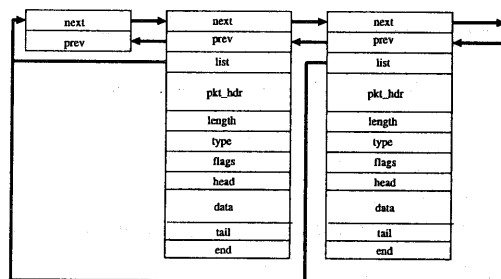 next
prev
next
prev
list
pkt_hdr
length
type
flags
head
data
tail
end
next
prev
list
pkt_hdr
length
type
flags
head
data
tail
end